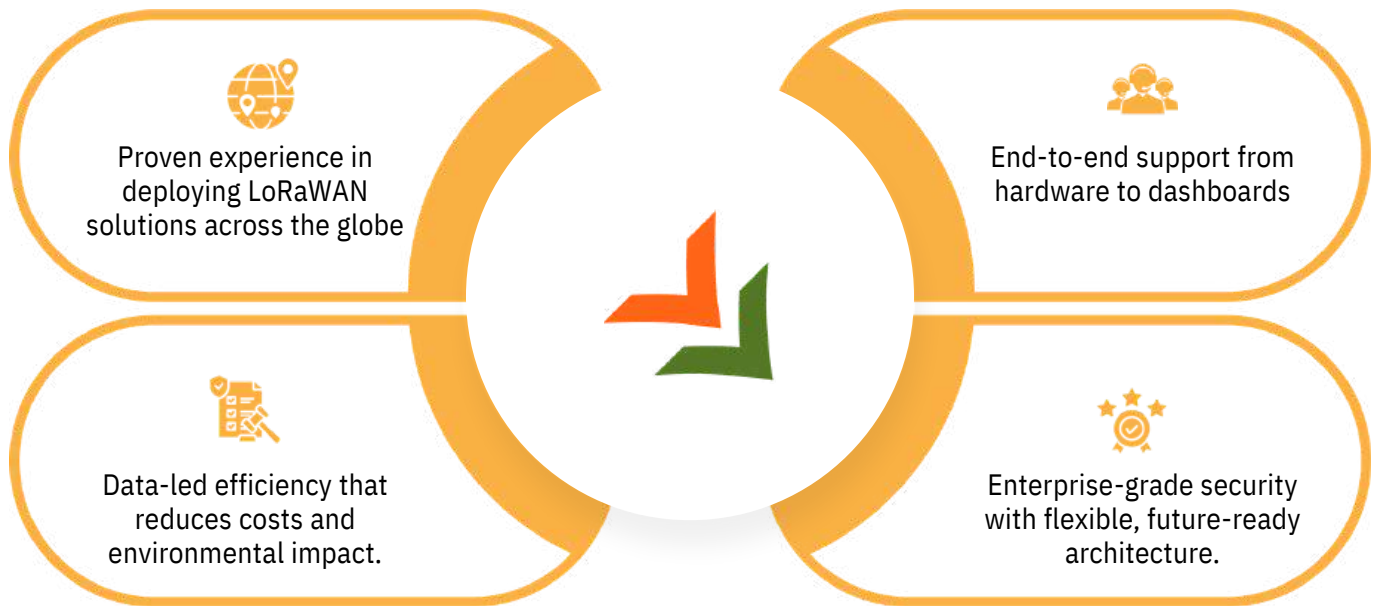 Proven experience in
deploying LoRaWAN
solutions across the globe
End-to-end support from
hardware to dashboards
Data-led efficiency that
reduces costs and
environmental impact.
Enterprise-grade security
with flexible, future-ready
architecture.